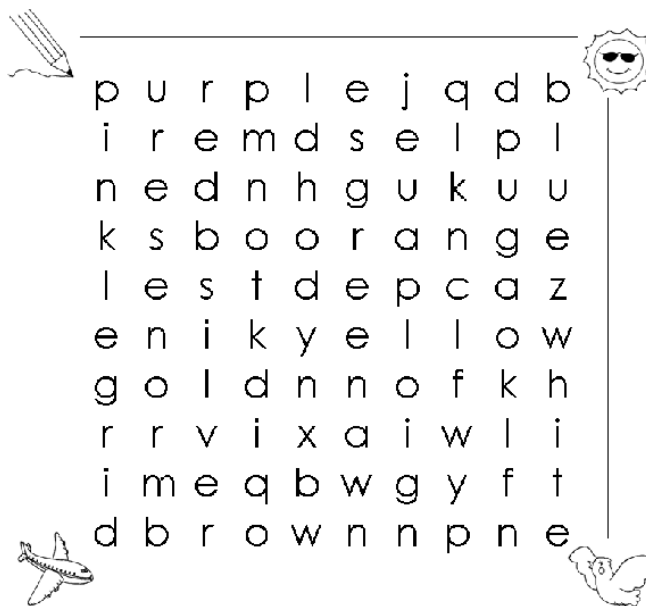 p u r p l e j q d b
i r e m d s e l p l
n e d n h g u k u u
k s b o o r a n g e
l e s t d e p c a z
e n i k y e l l o w
g o l d n n o f k h
r r v i x a i w l i
i m e q b w g y f t
d b r o w n n p n e